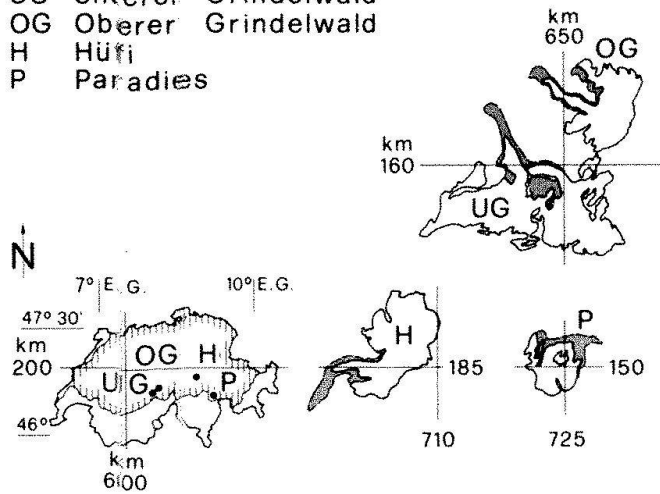 OG Oberer Grindelwald
H Hüfi
P Paradies
km
650
OG
km
160
UG
N
7° E.G.
10° E.G.
47° 30'
km
200
OG H
UG P
46°
km
600
H
185
710
P
150
725